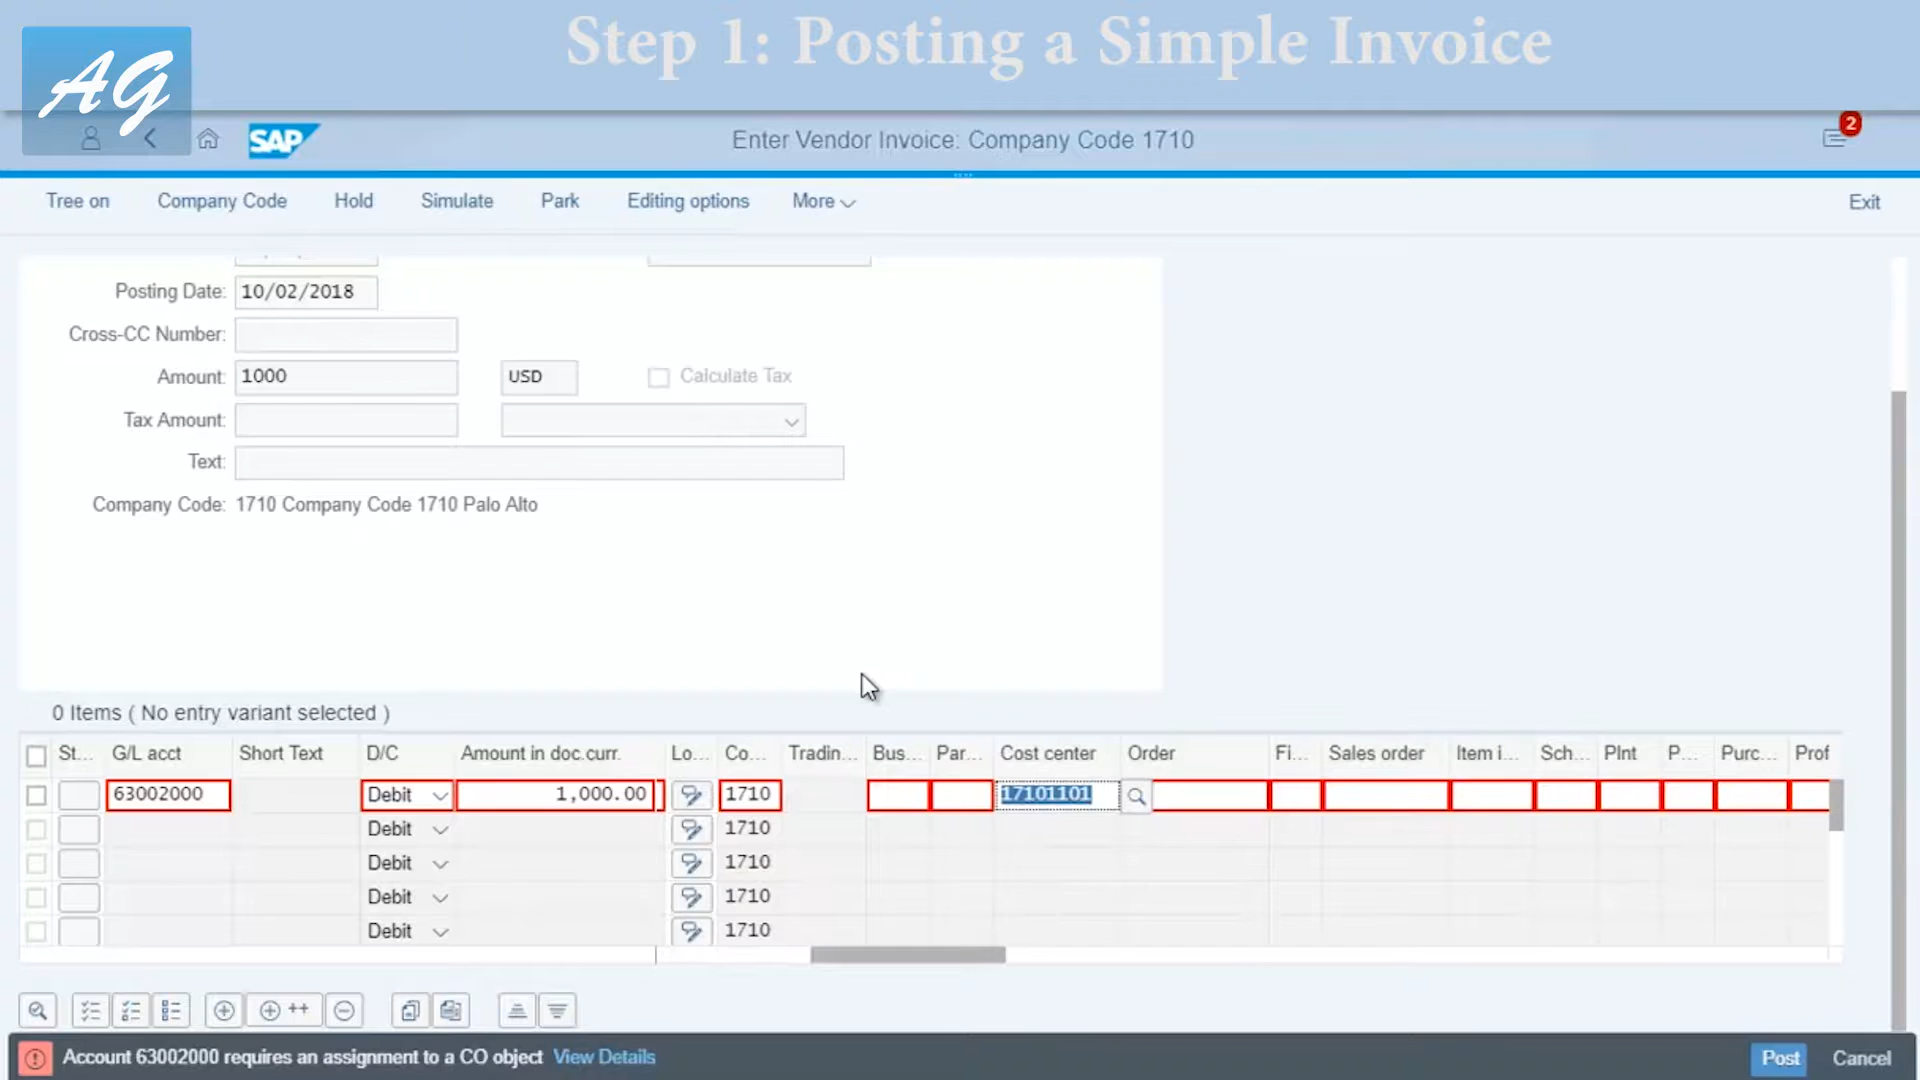 Step 1: Posting a Simple Invoice
AG
SAP
Enter Vendor Invoice: Company Code 1710
2
Tree on Company Code Hold Simulate Park Editing options More Exit
Posting Date: 10/02/2018
Cross-CC Number:
Amount: 1000 USD Calculate Tax
Tax Amount:
Text:
Company Code: 1710 Company Code 1710 Palo Alto
0 Items ( No entry variant selected )
St... G/L acct Short Text D/C Amount in doc.curr. Lo... Co... Tradin... Bus... Par... Cost center Order Fi... Sales order Item i... Sch... Plnt P... Purc... Prof
63002000 Debit 1,000.00 1710 17101101
Debit 1710
Debit 1710
Debit 1710
Debit 1710
++
Account 63002000 requires an assignment to a CO object View Details Post Cancel